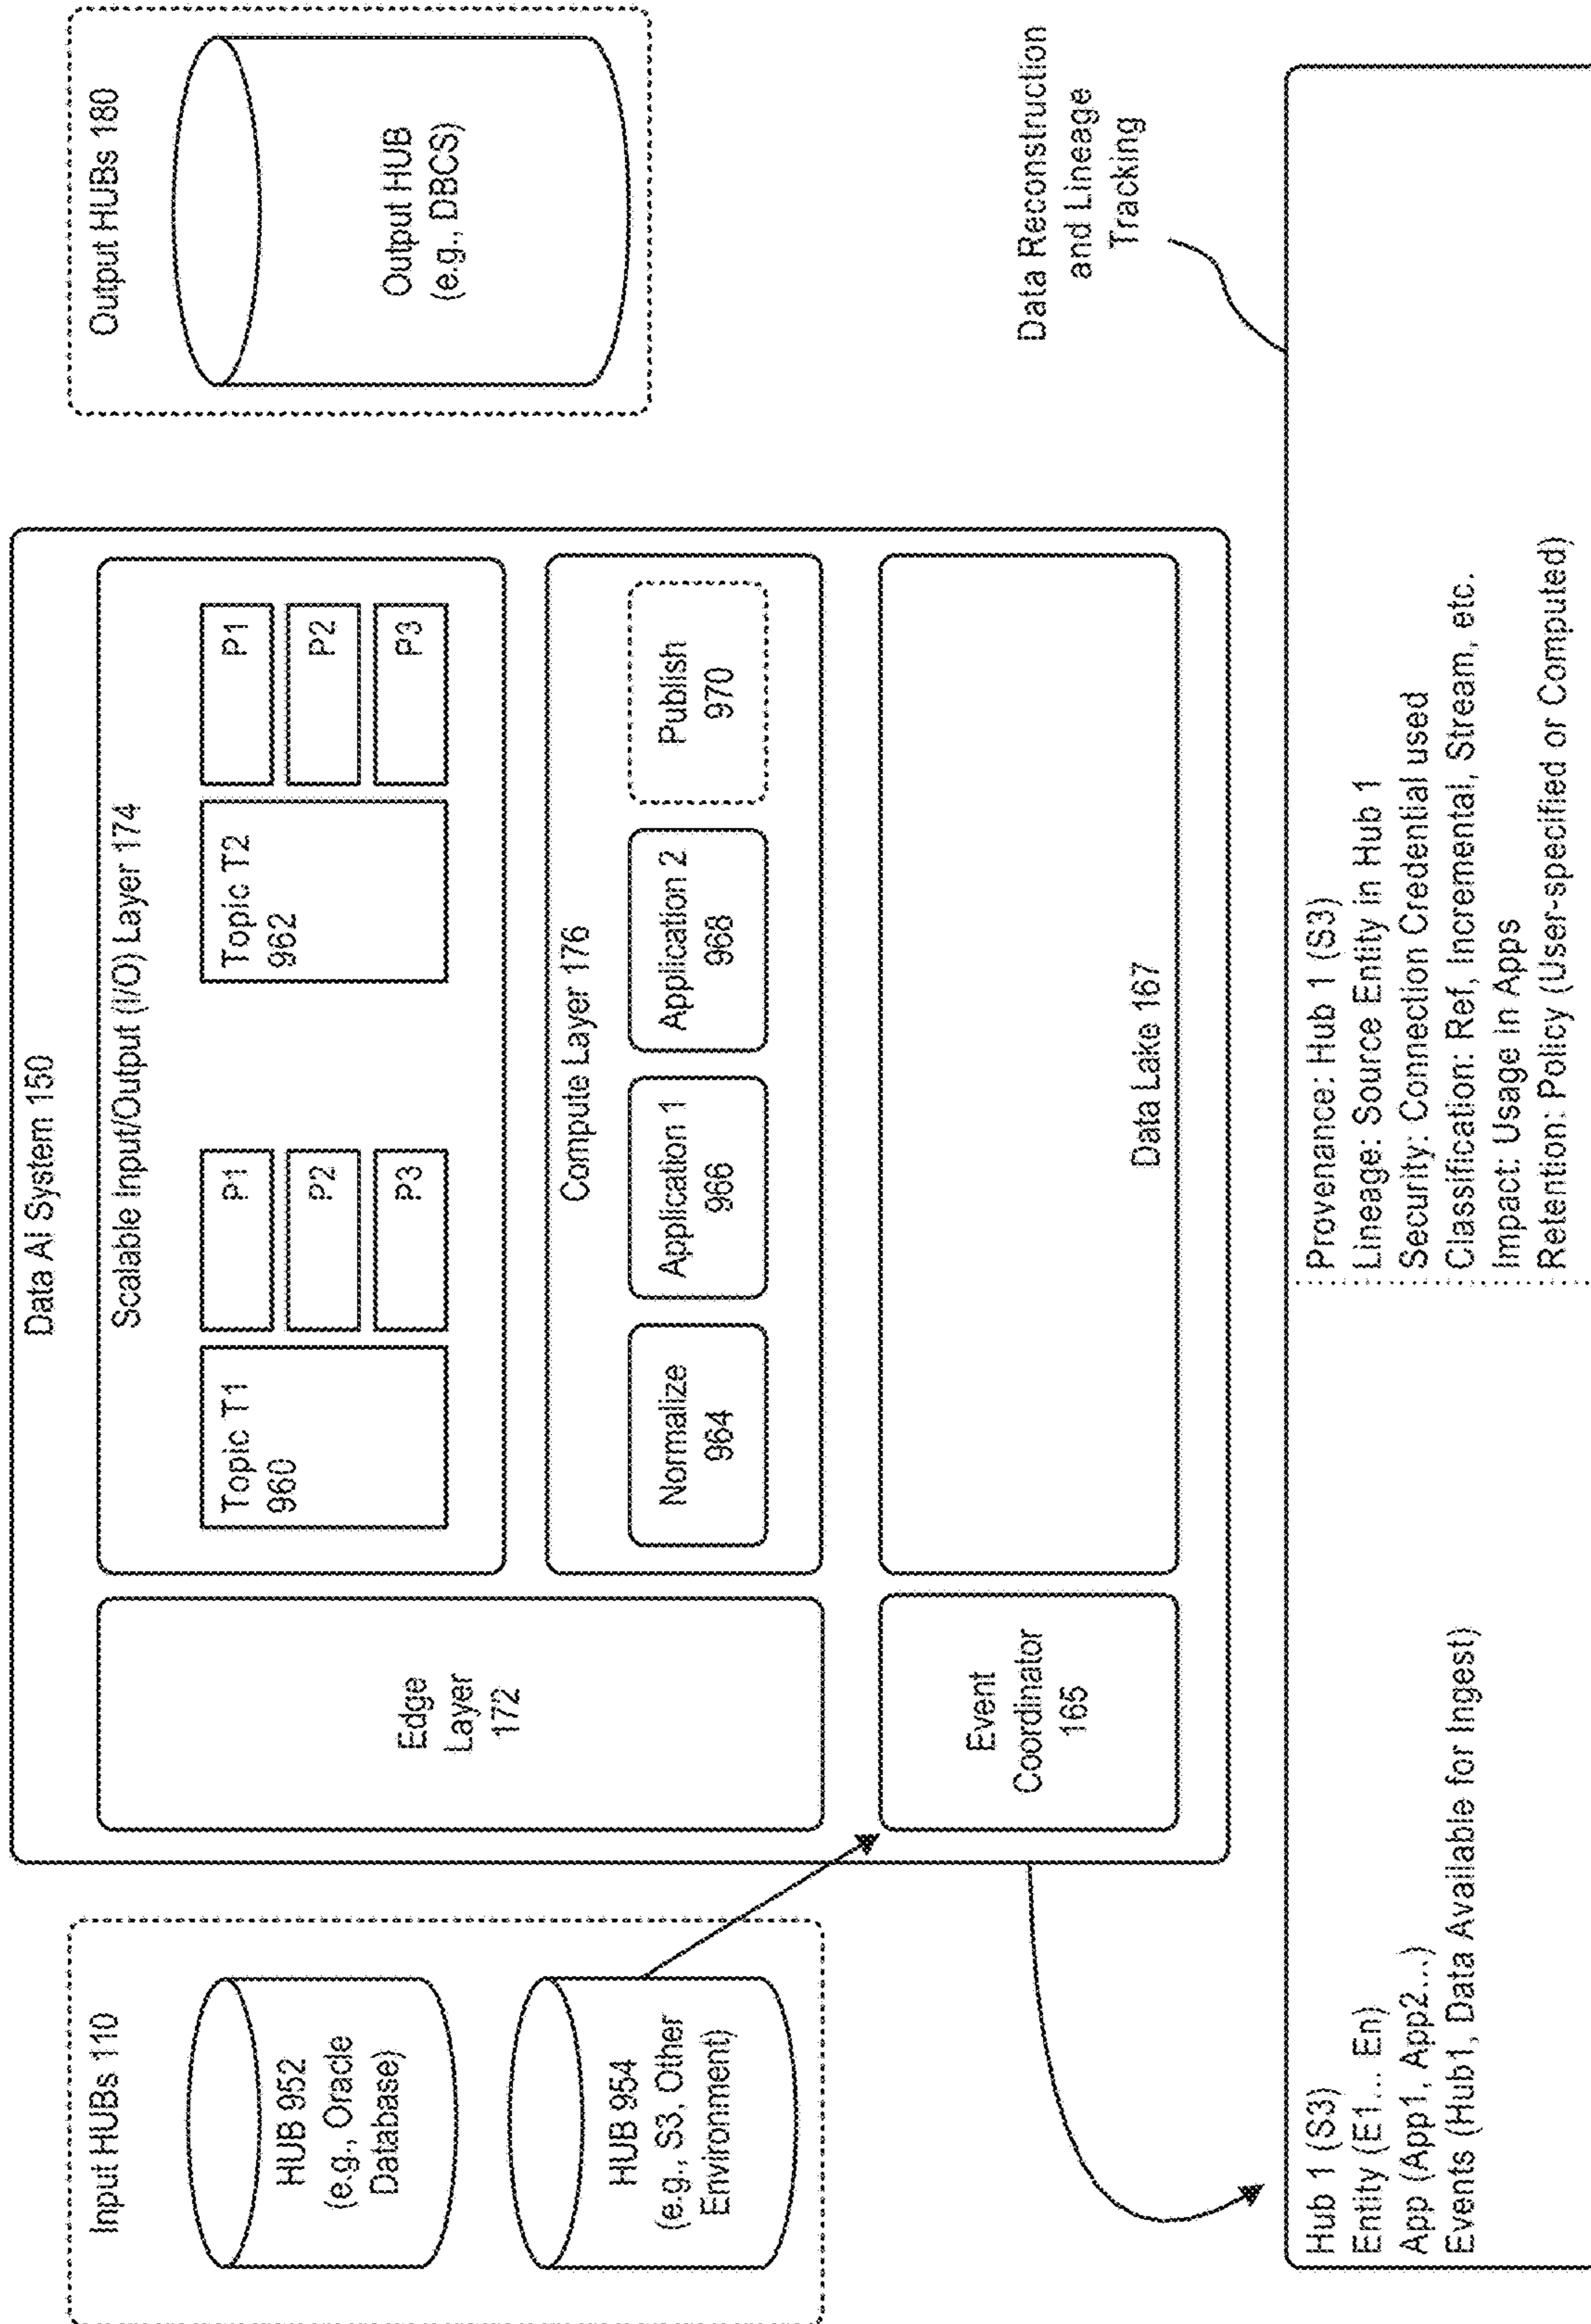 Input HUBs 110
HUB 952
(e.g., Oracle
Database)
HUB 954
(e.g., S3, Other
Environment)
Data AI System 150
Edge
Layer
172
Scalable Input/Output (I/O) Layer 174
Topic T1
960
P1
P2
P3
Topic T2
962
P1
P2
P3
Compute Layer 176
Normalize
964
Application 1
966
Application 2
968
Publish
970
Event
Coordinator
165
Data Lake 167
Output HUBs 180
Output HUB
(e.g., DBCS)
Data Reconstruction
and Lineage
Tracking
Hub 1 (S3)
Entity (E1... En)
App (App1, App2...)
Events (Hub1, Data Available for Ingest)
Provenance: Hub 1 (S3)
Lineage: Source Entity in Hub 1
Security: Connection Credential used
Classification: Ref, Incremental, Stream, etc.
Impact: Usage in Apps
Retention: Policy (User-specified or Computed)